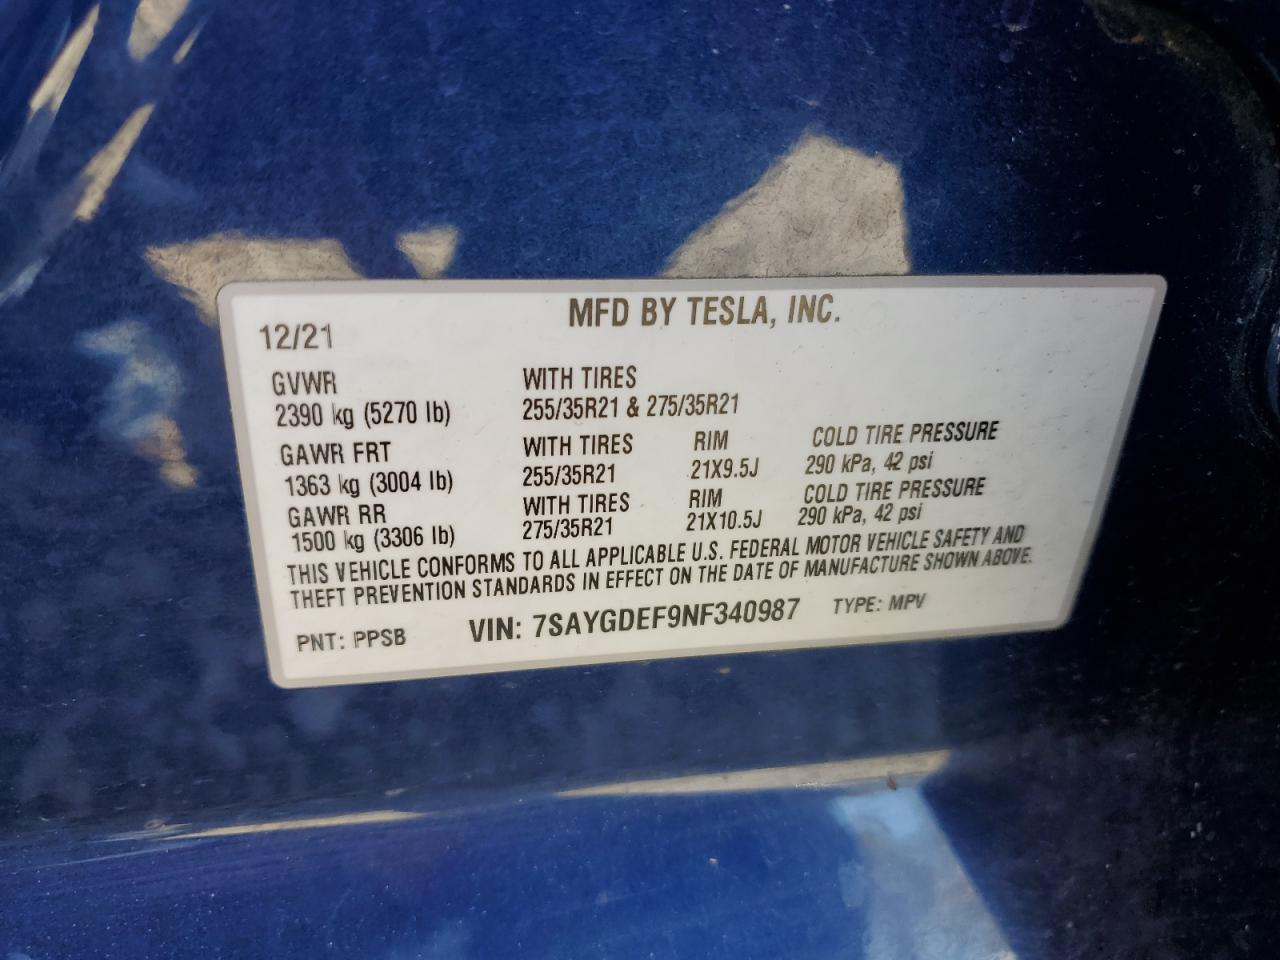 MFD BY TESLA, INC.
12/21
GVWR WITH TIRES
2390 kg (5270 lb) 255/35R21 & 275/35R21
GAWR FRT WITH TIRES RIM COLD TIRE PRESSURE
1363 kg (3004 lb) 255/35R21 21X9.5J 290 kPa, 42 psi
GAWR RR WITH TIRES RIM COLD TIRE PRESSURE
1500 kg (3306 lb) 275/35R21 21X10.5J 290 kPa, 42 psi
THIS VEHICLE CONFORMS TO ALL APPLICABLE U.S. FEDERAL MOTOR VEHICLE SAFETY AND
THEFT PREVENTION STANDARDS IN EFFECT ON THE DATE OF MANUFACTURE SHOWN ABOVE.
PNT: PPSB VIN: 7SAYGDEF9NF340987 TYPE: MPV